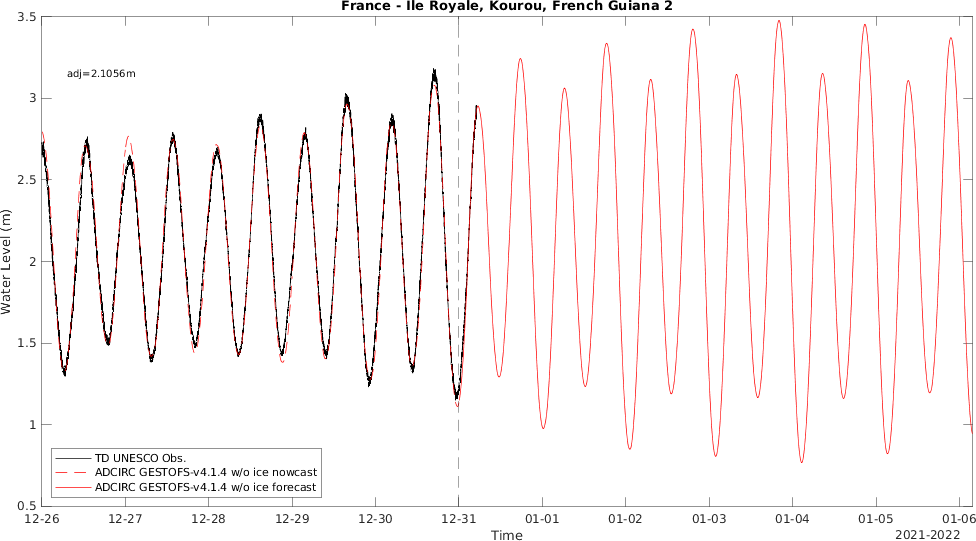 France - Ile Royale, Kourou, French Guiana 2
adj=2.1056m
3.5
3
2.5
2
1.5
1
0.5
Water Level (m)
TD UNESCO Obs.
ADCIRC GESTOFS-v4.1.4 w/o ice nowcast
ADCIRC GESTOFS-v4.1.4 w/o ice forecast
12-26 12-27 12-28 12-29 12-30 12-31 01-01 01-02 01-03 01-04 01-05 01-06
Time
2021-2022